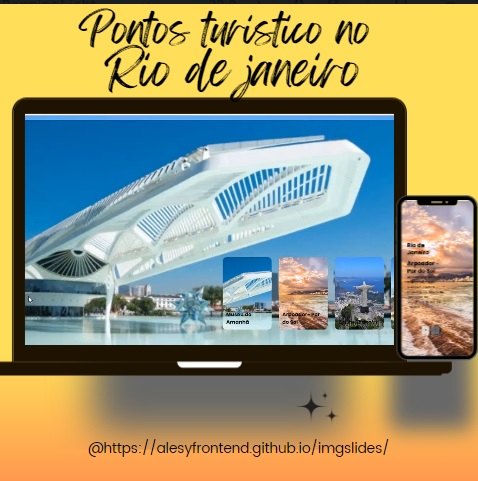 Pontos turístico no
Rio de janeiro
Museu do
Amanhã
Arpoador - Por
do Sol
Rio de
Janeiro
Arpoador -
Por do Sol
@https://alesyfrontend.github.io/imgslides/